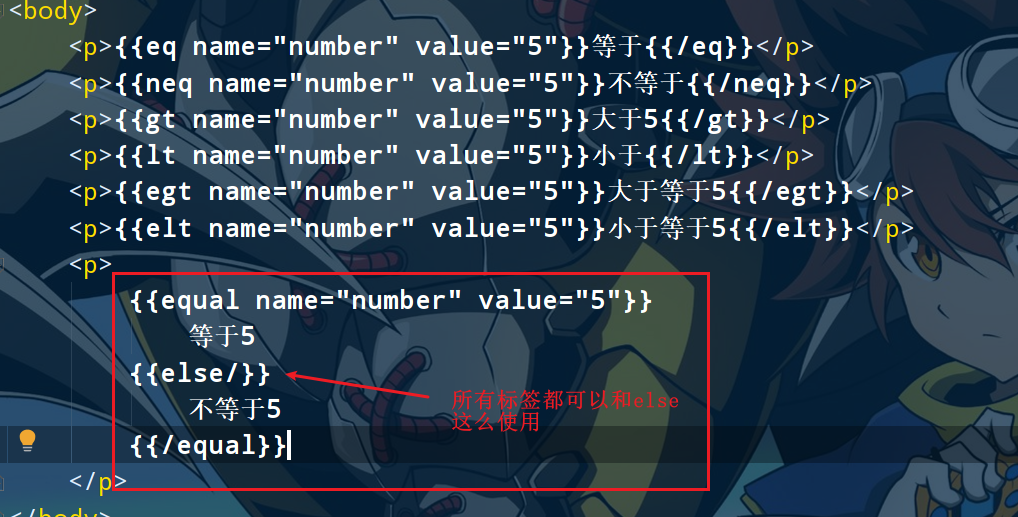 <body>
<p>{{eq name="number" value="5"}}等于{{/eq}}</p>
<p>{{neq name="number" value="5"}}不等于{{/neq}}</p>
<p>{{gt name="number" value="5"}}大于5{{/gt}}</p>
<p>{{lt name="number" value="5"}}小于{{/lt}}</p>
<p>{{egt name="number" value="5"}}大于等于5{{/egt}}</p>
<p>{{elt name="number" value="5"}}小于等于5{{/elt}}</p>
<p>
{{equal name="number" value="5"}}
等于5
{{else/}}
所有标签都可以和else
这么使用
不等于5
{{/equal}}
</p>
</body>